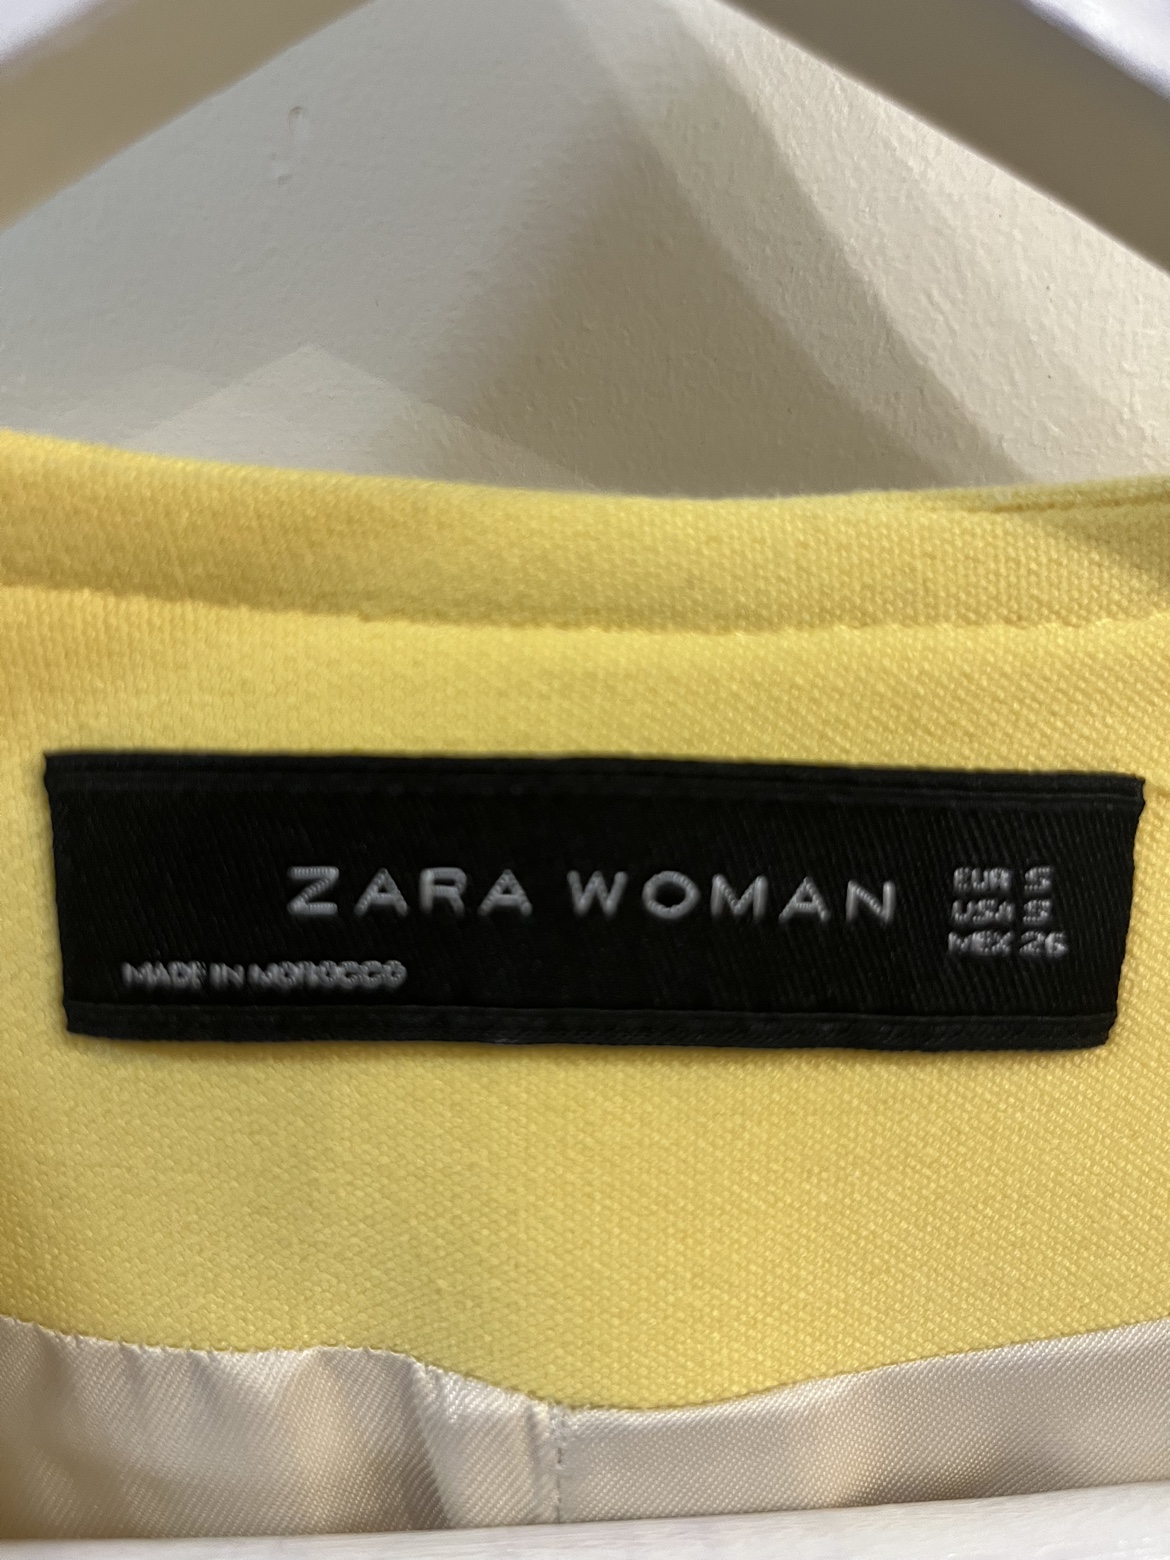 ZARA WOMAN
EUR S
USA S
MEX 26
MADE IN MOROCCO